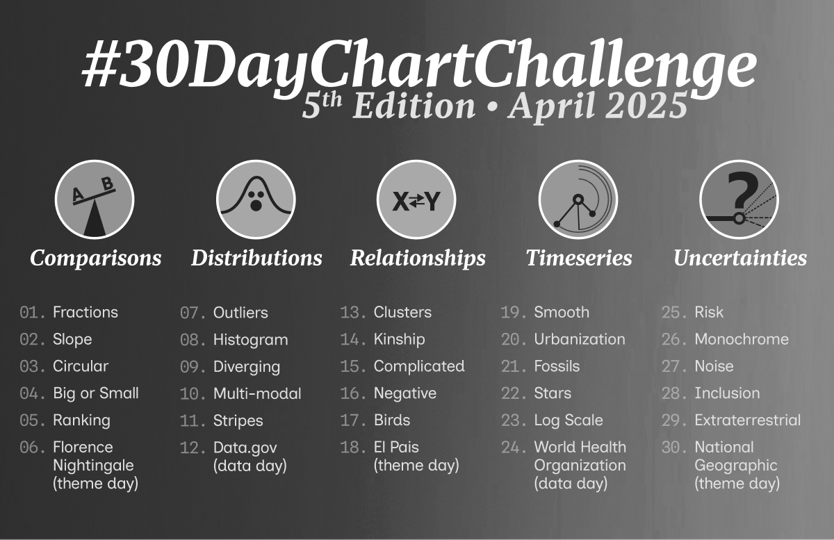 #30DayChartChallenge
5th Edition • April 2025
A B
X⇄Y
?
Comparisons
Distributions
Relationships
Timeseries
Uncertainties
01. Fractions
02. Slope
03. Circular
04. Big or Small
05. Ranking
06. Florence
Nightingale
(theme day)
07. Outliers
08. Histogram
09. Diverging
10. Multi-modal
11. Stripes
12. Data.gov
(data day)
13. Clusters
14. Kinship
15. Complicated
16. Negative
17. Birds
18. El Pais
(theme day)
19. Smooth
20. Urbanization
21. Fossils
22. Stars
23. Log Scale
24. World Health
Organization
(data day)
25. Risk
26. Monochrome
27. Noise
28. Inclusion
29. Extraterrestrial
30. National
Geographic
(theme day)